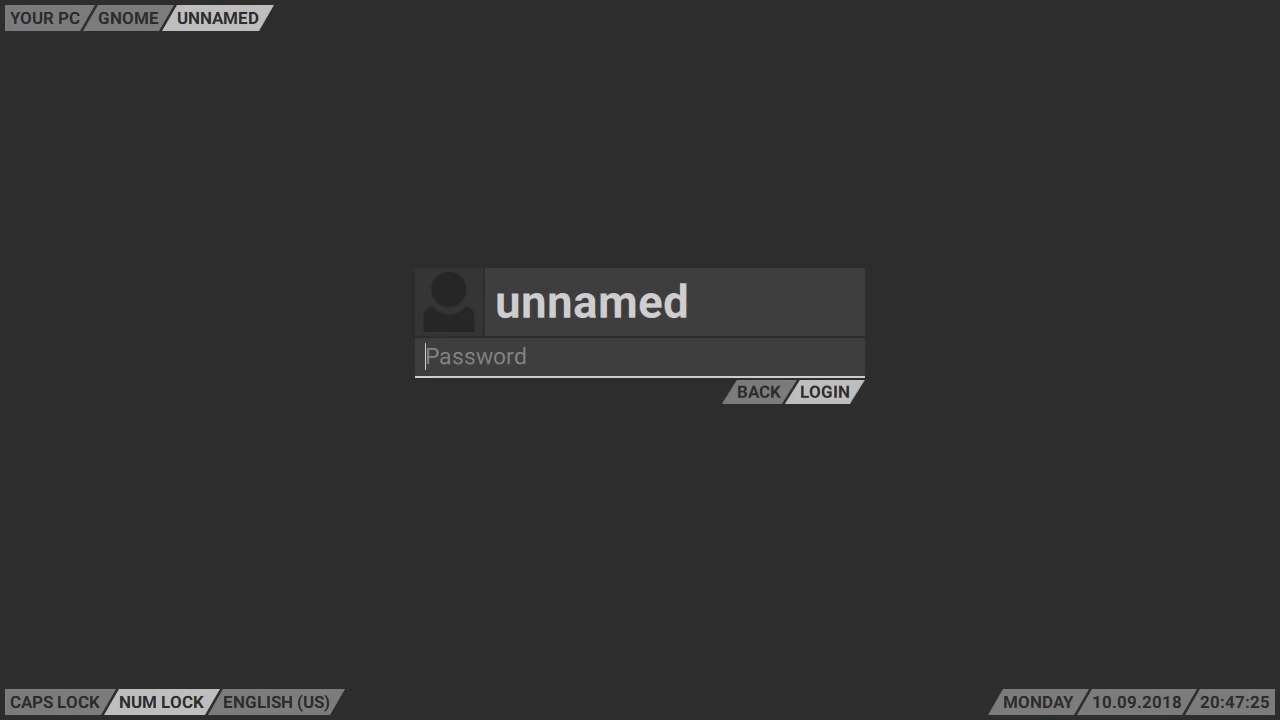 YOUR PC GNOME UNNAMED
unnamed
Password
BACK LOGIN
CAPS LOCK NUM LOCK ENGLISH (US)
MONDAY 10.09.2018 20:47:25